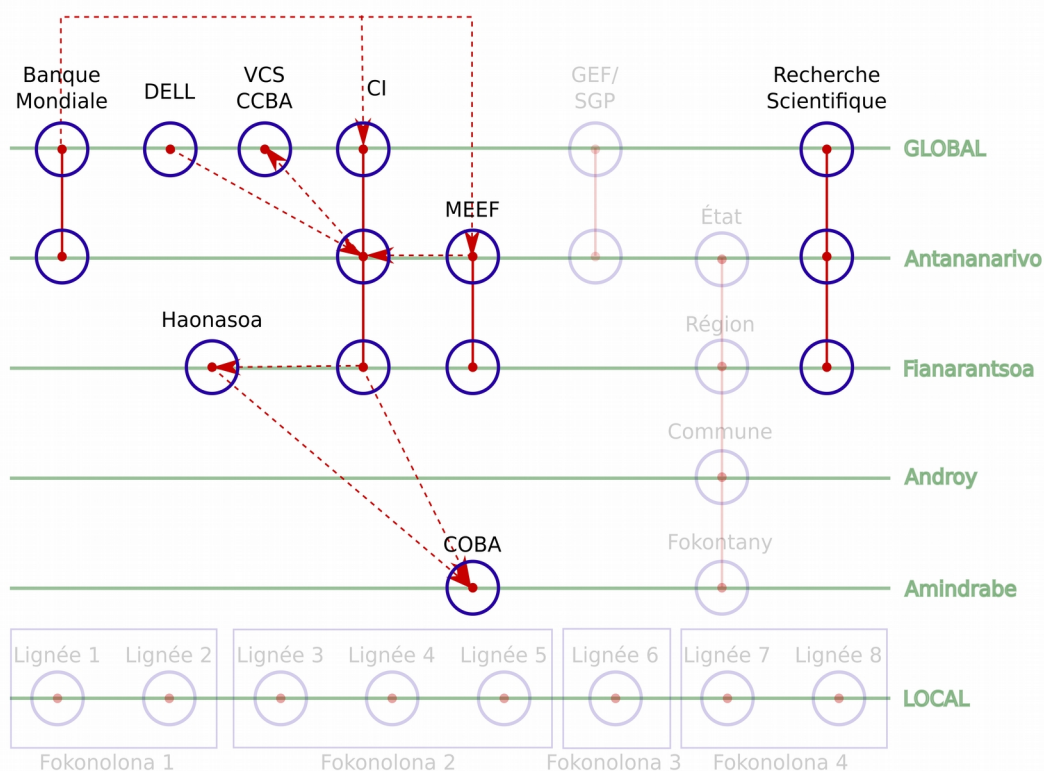 Banque
Mondiale
DELL
VCS
CCBA
CI
GEF/
SGP
Recherche
Scientifique
GLOBAL
MEEF
État
Antananarivo
Haonasoa
Région
Fianarantsoa
Commune
Androy
COBA
Fokontany
Amindrabe
Lignée 1
Lignée 2
Lignée 3
Lignée 4
Lignée 5
Lignée 6
Lignée 7
Lignée 8
LOCAL
Fokonolona 1
Fokonolona 2
Fokonolona 3
Fokonolona 4